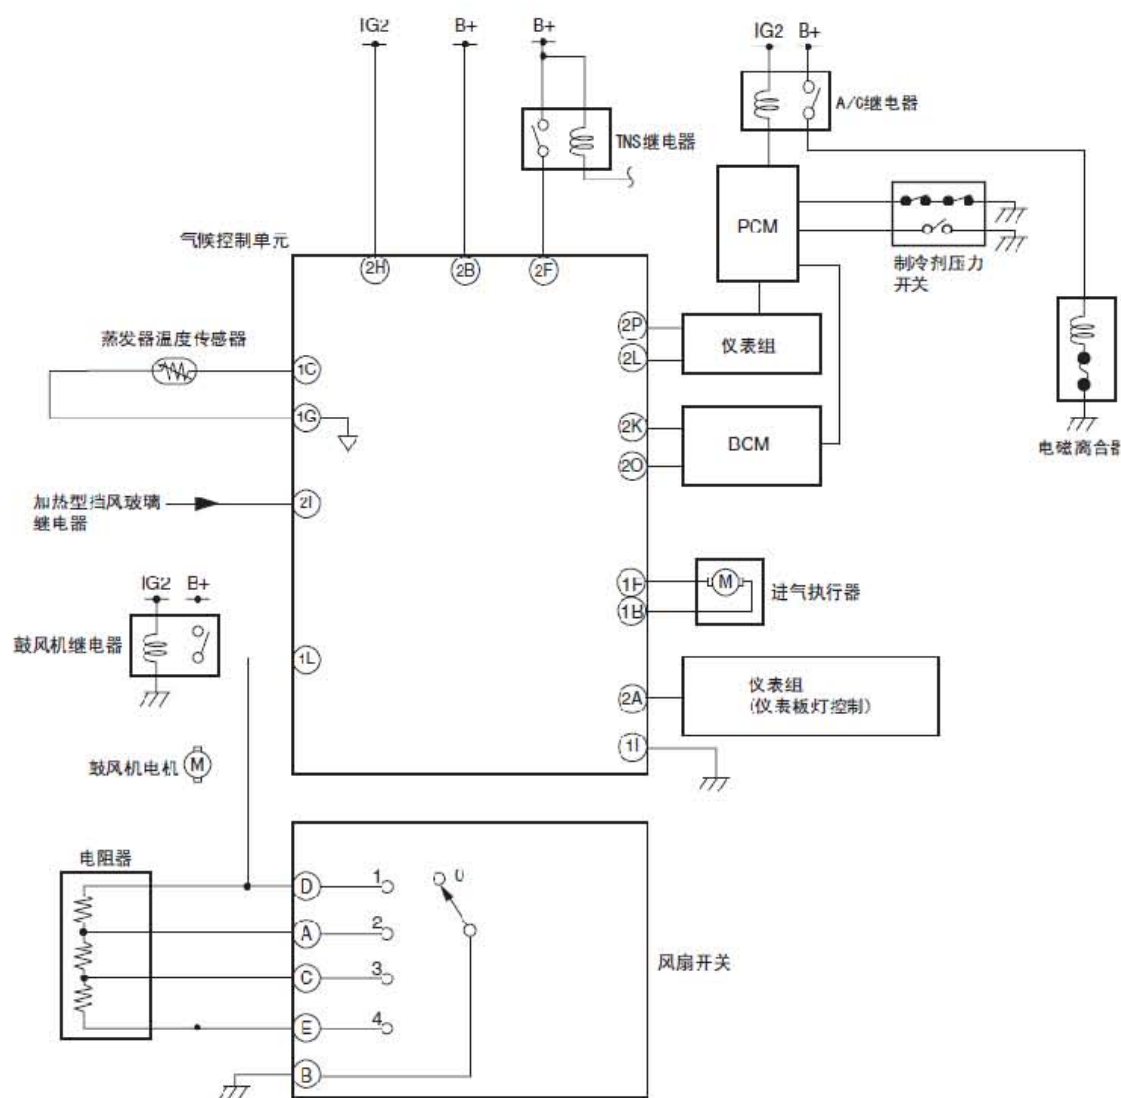 IG2
B+
B+
IG2
B+
A/C继电器
TNS继电器
PCM
气候控制单元
2H
2B
2F
制冷剂压力
开关
2P
仪表组
2L
蒸发器温度传感器
1C
1G
2K
BCM
2O
电磁离合器
加热型挡风玻璃
继电器
2I
IG2
B+
1F
M
进气执行器
1B
鼓风机继电器
1L
仪表组
(仪表板灯控制)
2A
1I
鼓风机电机
M
电阻器
D
1
0
A
2
C
3
风扇开关
E
4
B